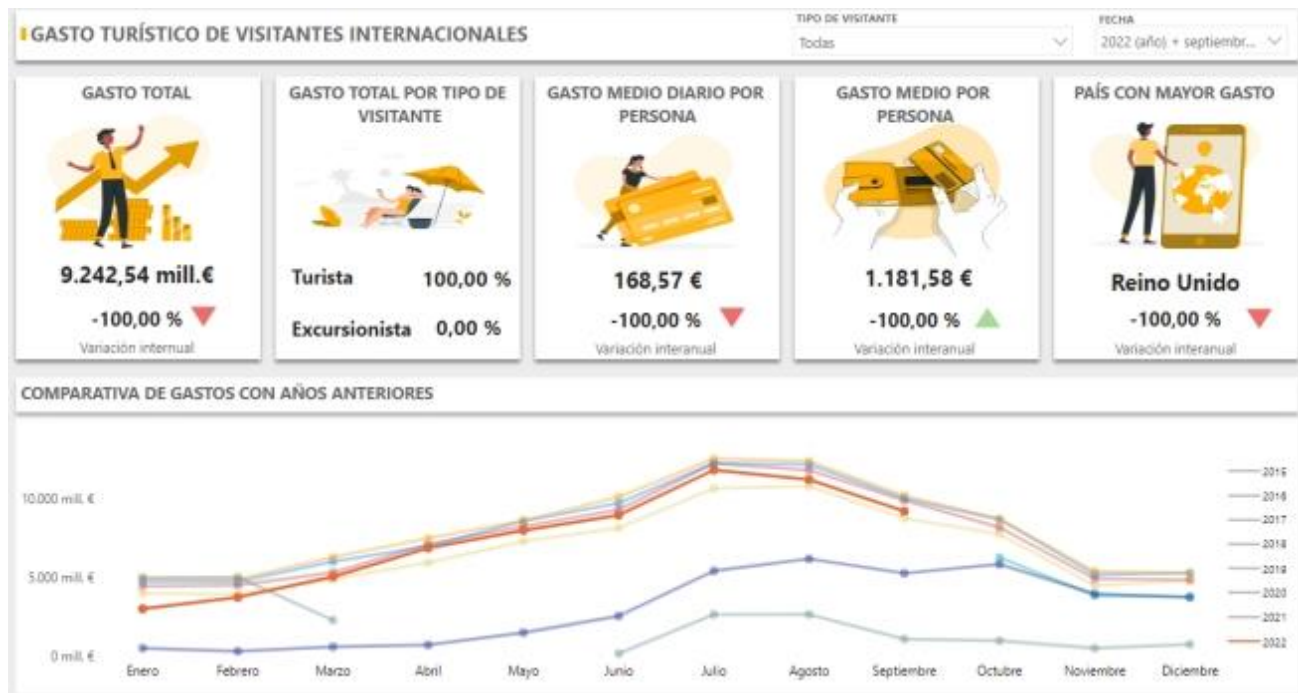 GASTO TURÍSTICO DE VISITANTES INTERNACIONALES
TIPO DE VISITANTE
Todas
FECHA
2022 (año) + septiembr...
GASTO TOTAL
9.242,54 mill.€
-100,00 %
Variación internual
GASTO TOTAL POR TIPO DE
VISITANTE
Turista 100,00 %
Excursionista 0,00 %
GASTO MEDIO DIARIO POR
PERSONA
168,57 €
-100,00 %
Variación interanual
GASTO MEDIO POR
PERSONA
1.181,58 €
-100,00 %
Variación interanual
PAÍS CON MAYOR GASTO
Reino Unido
-100,00 %
Variación interanual
COMPARATIVA DE GASTOS CON AÑOS ANTERIORES
10.000 mill. €
5.000 mill. €
0 mill. €
Enero Febrero Marzo Abril Mayo Junio Julio Agosto Septiembre Octubre Noviembre Diciembre
2015
2016
2017
2018
2019
2020
2021
2022